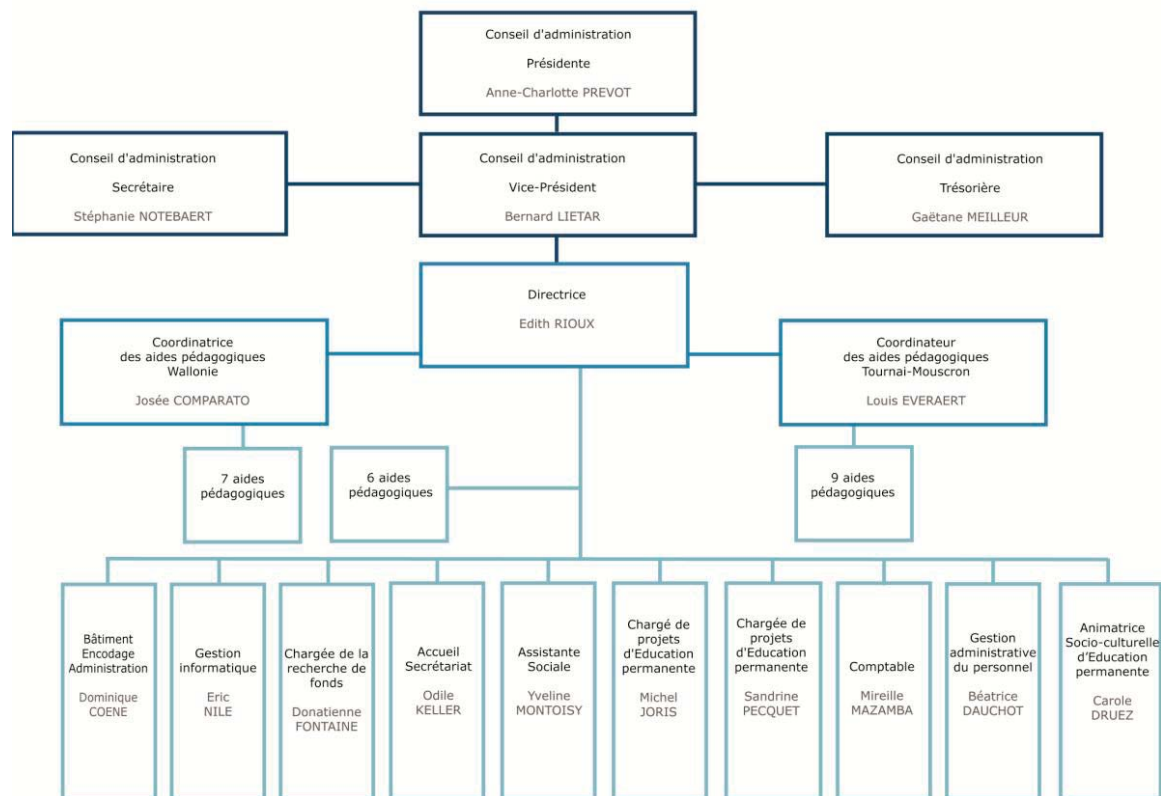 Conseil d'administration
Présidente
Anne-Charlotte PREVOT
Conseil d'administration
Secrétaire
Stéphanie NOTEBAERT
Conseil d'administration
Vice-Président
Bernard LIETAR
Conseil d'administration
Trésorière
Gaëtane MEILLEUR
Directrice
Edith RIOUX
Coordinatrice
des aides pédagogiques
Wallonie
Josée COMPARATO
Coordinateur
des aides pédagogiques
Tournai-Mouscron
Louis EVERAERT
7 aides
pédagogiques
6 aides
pédagogiques
9 aides
pédagogiques
Bâtiment
Encodage
Administration
Dominique
COENE
Gestion
informatique
Eric
NILE
Chargée de la
recherche de
fonds
Donatienne
FONTAINE
Accueil
Secrétariat
Odile
KELLER
Assistante
Sociale
Yveline
MONTOISY
Chargé de
projets
d'Education
permanente
Michel
JORIS
Chargée de
projets
d'Education
permanente
Sandrine
PECQUET
Comptable
Mireille
MAZAMBA
Gestion
administrative
du personnel
Béatrice
DAUCHOT
Animatrice
Socio-culturelle
d'Education
permanente
Carole
DRUEZ